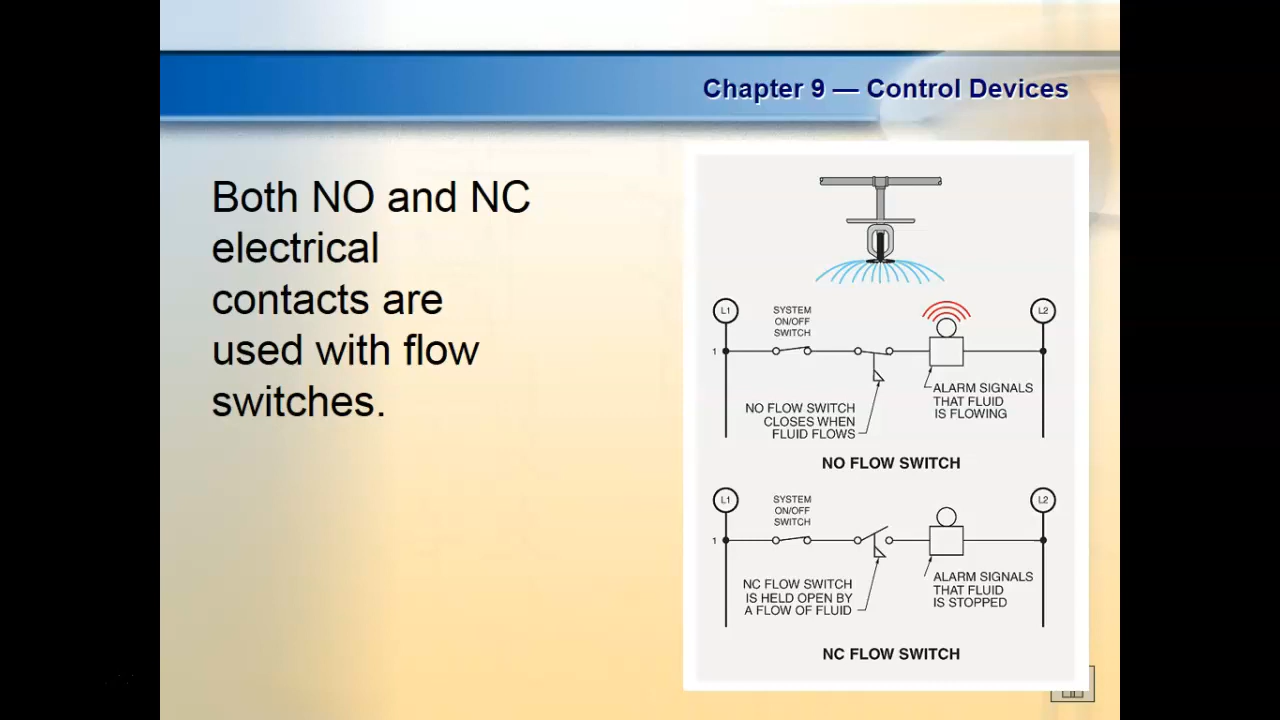 Chapter 9 — Control Devices
Both NO and NC
electrical
contacts are
used with flow
switches.
L1
SYSTEM
ON/OFF
SWITCH
L2
1
ALARM SIGNALS
THAT FLUID
IS FLOWING
NO FLOW SWITCH
CLOSES WHEN
FLUID FLOWS
NO FLOW SWITCH
L1
SYSTEM
ON/OFF
SWITCH
L2
1
ALARM SIGNALS
THAT FLUID
IS STOPPED
NC FLOW SWITCH
IS HELD OPEN BY
A FLOW OF FLUID
NC FLOW SWITCH